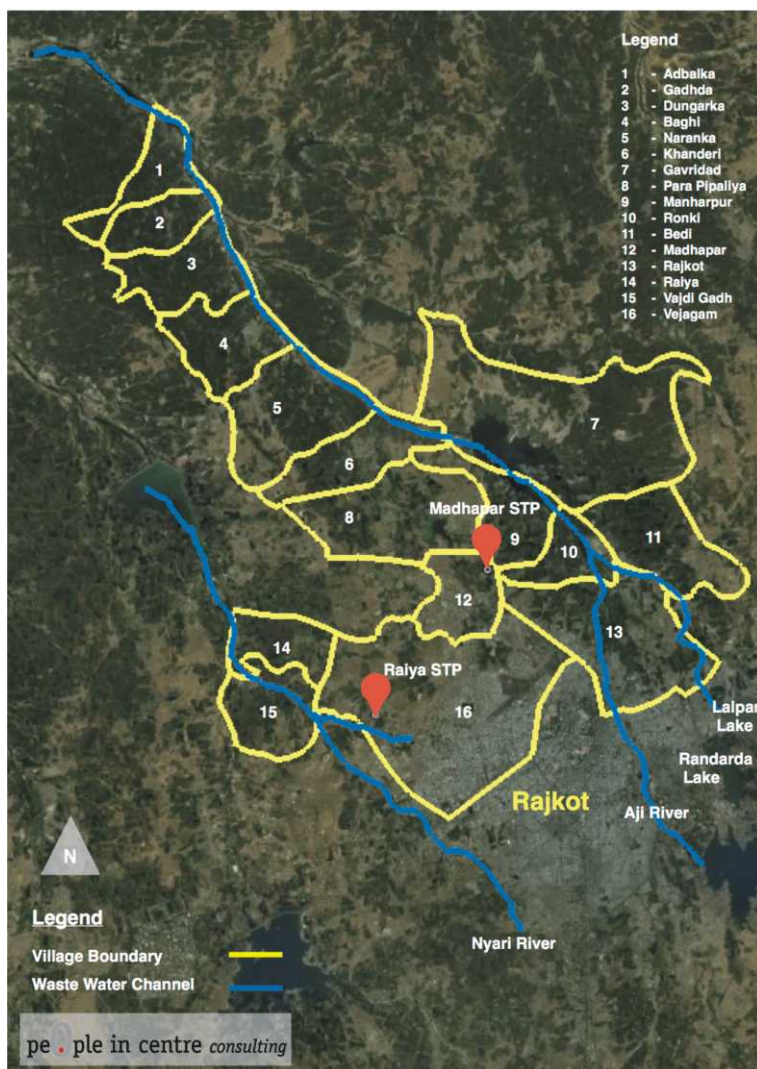 Legend
1 - Adbalka
2 - Gadhda
3 - Dungarka
4 - Baghi
5 - Naranka
6 - Khanderi
7 - Gavridad
8 - Para Pipaliya
9 - Manharpur
10 - Ronki
11 - Bedi
12 - Madhapar
13 - Rajkot
14 - Raiya
15 - Vajdi Gadh
16 - Vejagam
1
2
3
4
5
6
7
8
Madhapar STP
9
10
11
12
13
14
Raiya STP
15
16
Lalpari
Lake
Randarda
Lake
Rajkot
Aji River
Nyari River
N
Legend
Village Boundary
Waste Water Channel
pe.ple in centre consulting